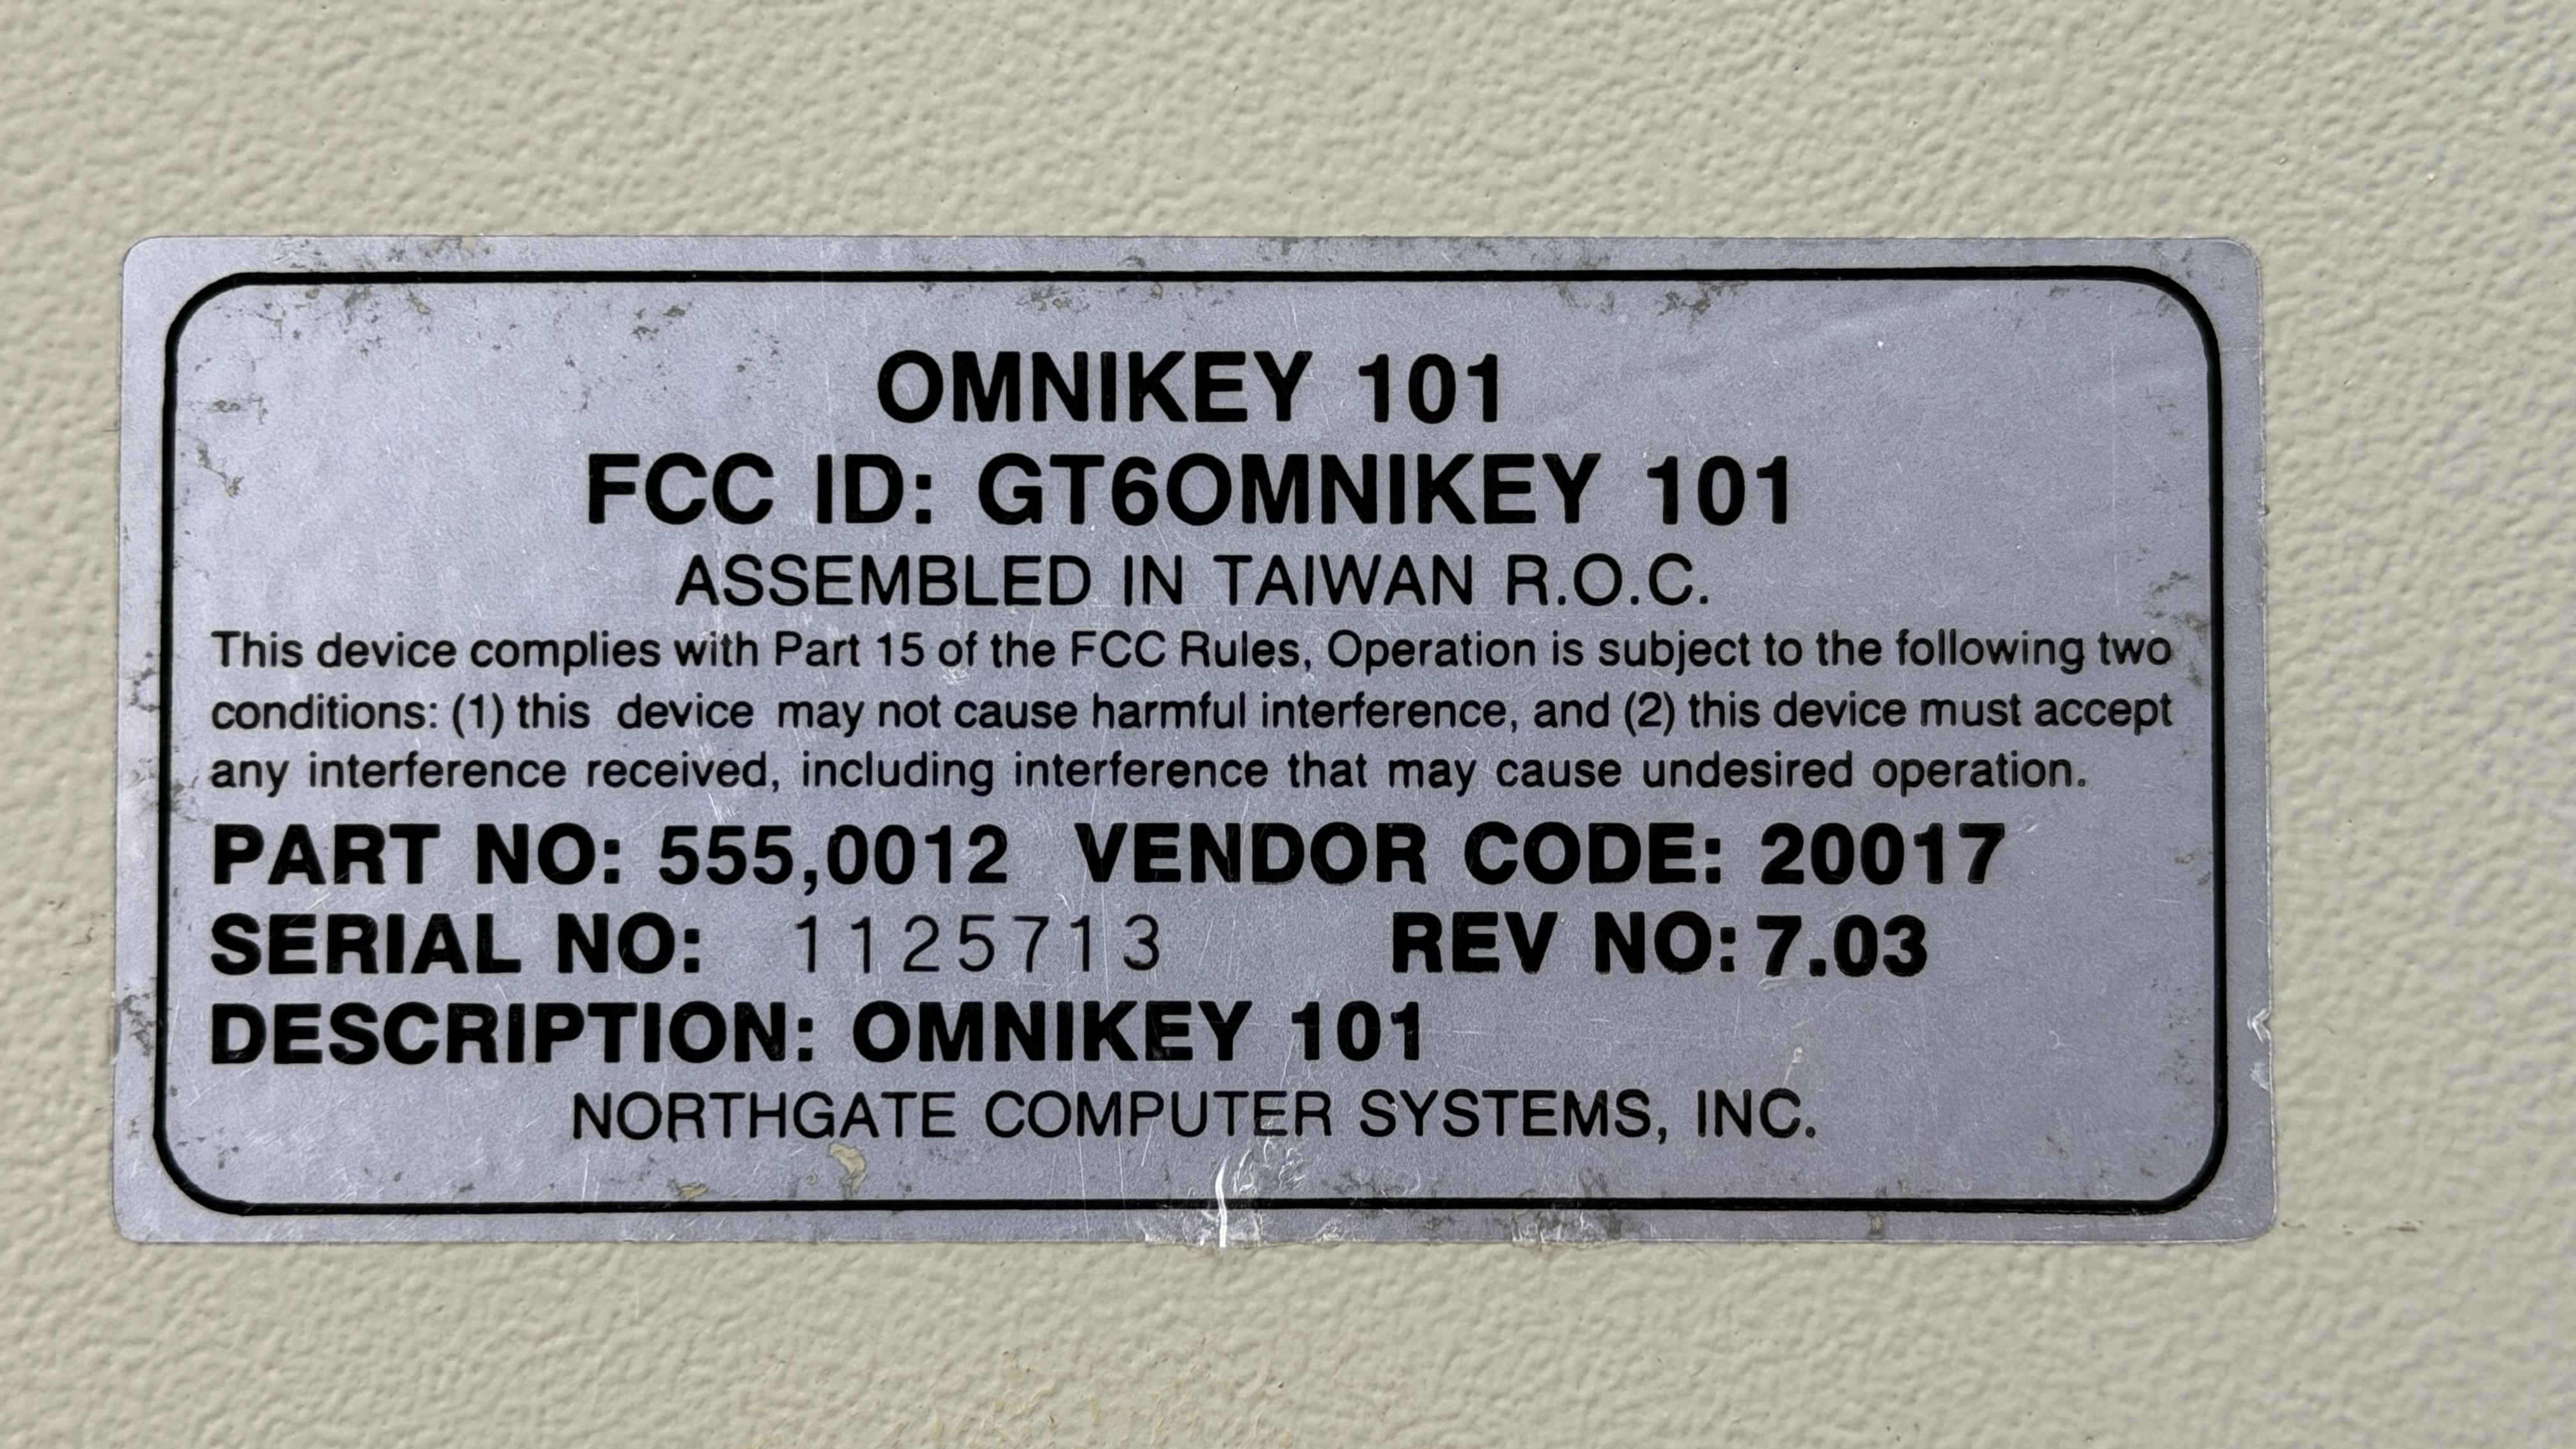 OMNIKEY 101
FCC ID: GT6OMNIKEY 101
ASSEMBLED IN TAIWAN R.O.C.
This device complies with Part 15 of the FCC Rules, Operation is subject to the following two
conditions: (1) this device may not cause harmful interference, and (2) this device must accept
any interference received, including interference that may cause undesired operation.
PART NO: 555,0012 VENDOR CODE: 20017
SERIAL NO: 1125713 REV NO: 7.03
DESCRIPTION: OMNIKEY 101
NORTHGATE COMPUTER SYSTEMS, INC.